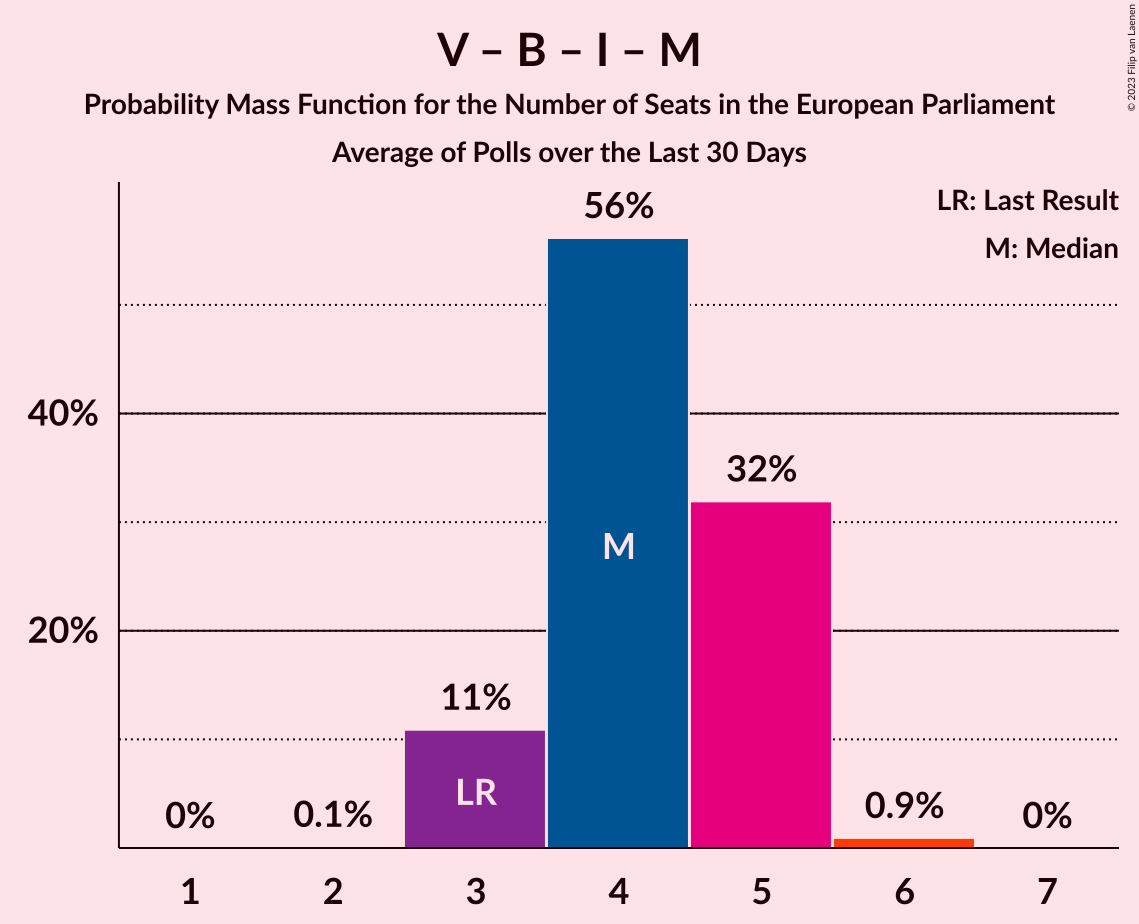 V – B – I – M
Probability Mass Function for the Number of Seats in the European Parliament
Average of Polls over the Last 30 Days
© 2023 Filip van Laenen
LR: Last Result
M: Median
56%
40%
32%
M
20%
11%
LR
0%
0.1%
0.9%
0%
1 2 3 4 5 6 7